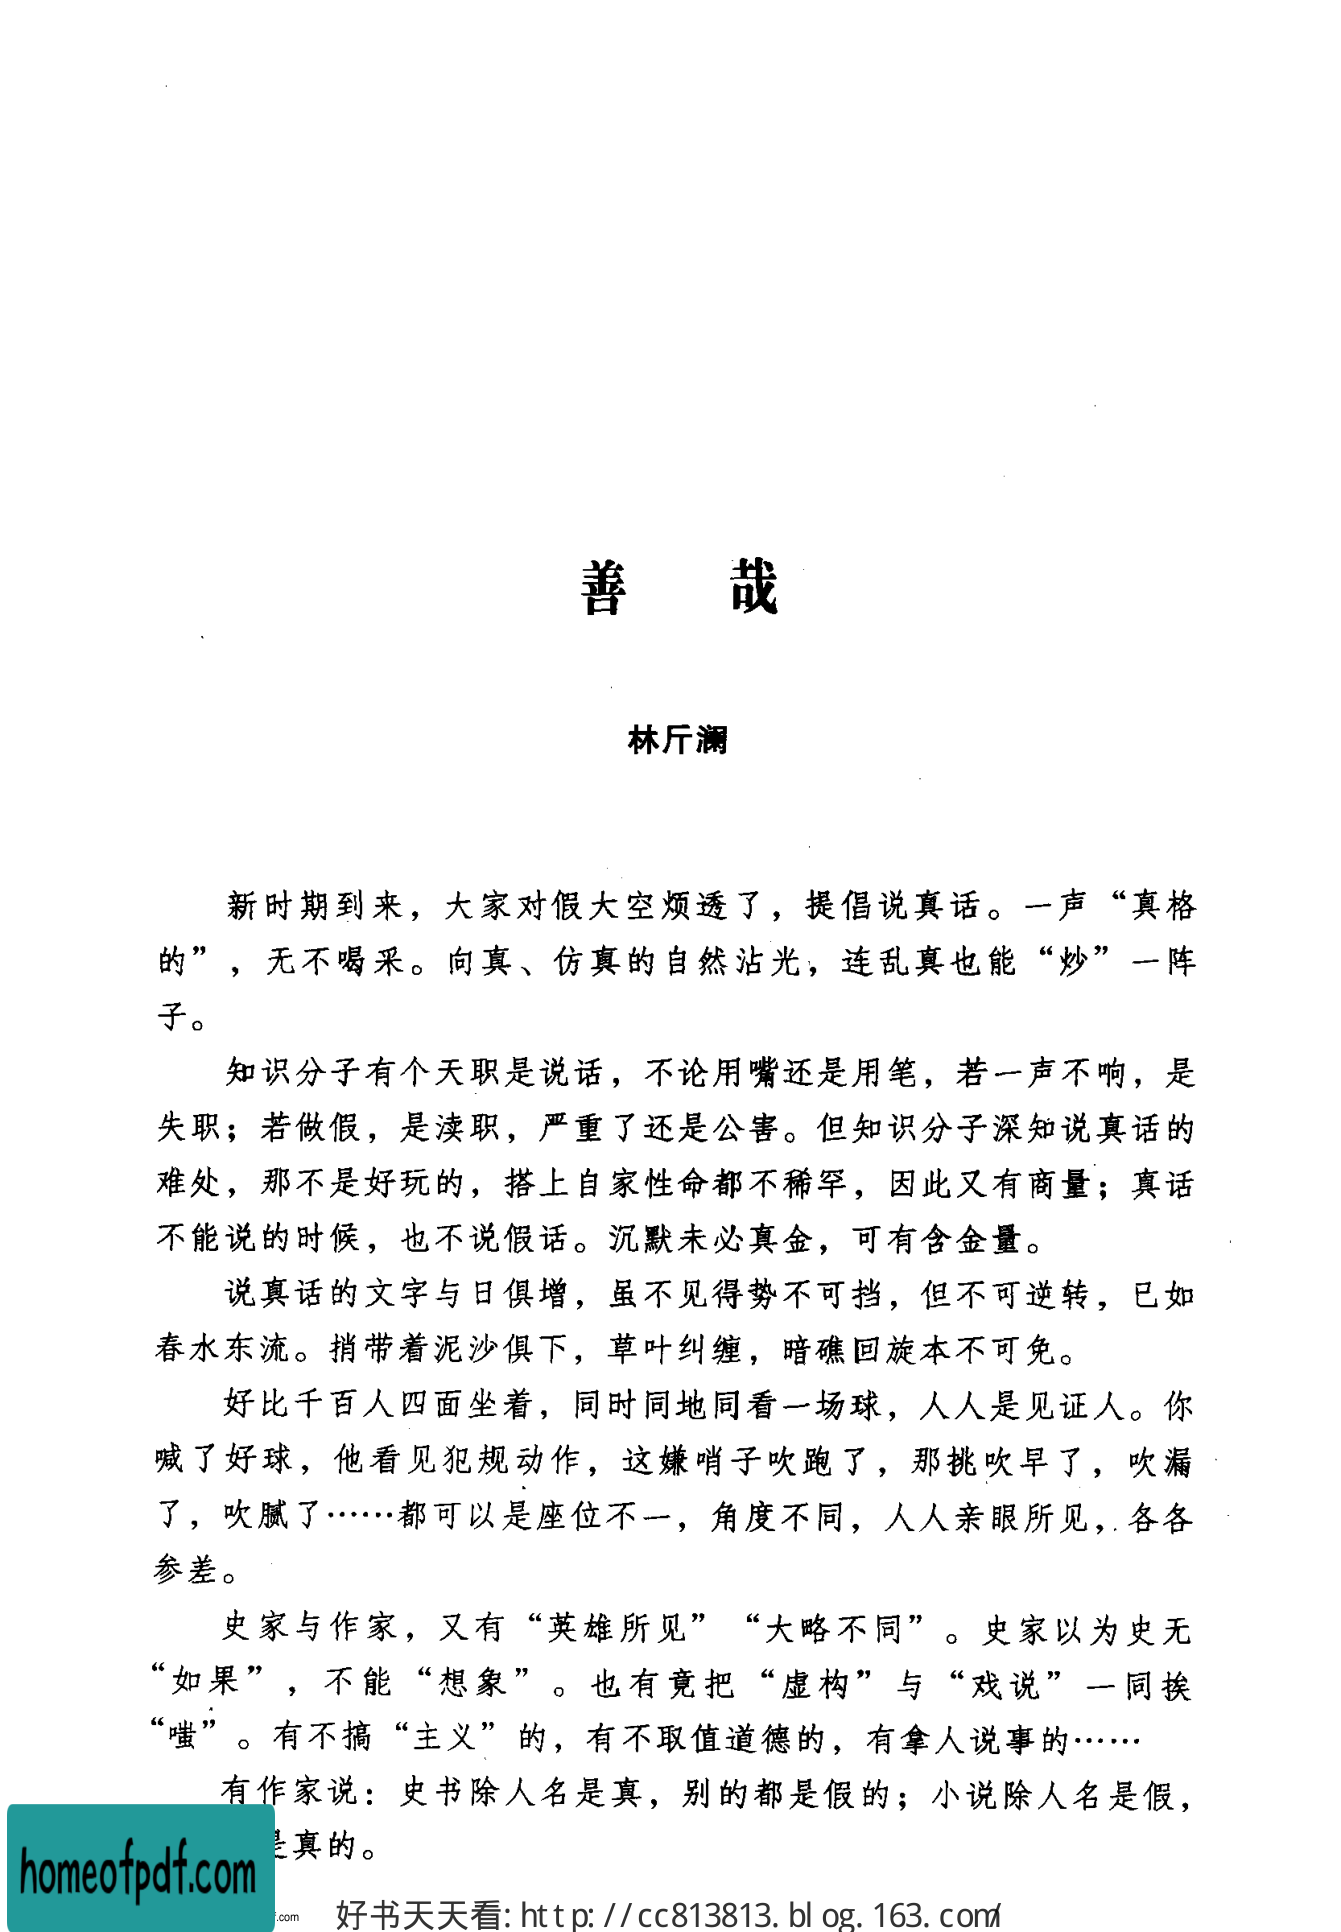 善 哉
林斤澜
新时期到来，大家对假大空烦透了，提倡说真话。一声“真格
的”，无不喝采。向真、仿真的自然沾光，连乱真也能“炒”一阵
子。
知识分子有个天职是说话，不论用嘴还是用笔，若一声不响，是
失职；若做假，是渎职，严重了还是公害。但知识分子深知说真话的
难处，那不是好玩的，搭上自家性命都不稀罕，因此又有商量；真话
不能说的时候，也不说假话。沉默未必真金，可有含金量。
说真话的文字与日俱增，虽不见得势不可挡，但不可逆转，已如
春水东流。捎带着泥沙俱下，草叶纠缠，暗礁回旋本不可免。
好比千百人四面坐着，同时同地同看一场球，人人是见证人。你
喊了好球，他看见犯规动作，这嫌哨子吹跑了，那挑吹早了，吹漏
了，吹腻了……都可以是座位不一，角度不同，人人亲眼所见，各各
参差。
史家与作家，又有“英雄所见”“大略不同”。史家以为史无
“如果”，不能“想象”。也有竟把“虚构”与“戏说”一同挨
“嗤”。有不搞“主义”的，有不取值道德的，有拿人说事的……
有作家说：史书除人名是真，别的都是假的；小说除人名是假，
是真的。
homeofpdf.com
f.com
好书天天看:http://cc813813.blog.163.com/